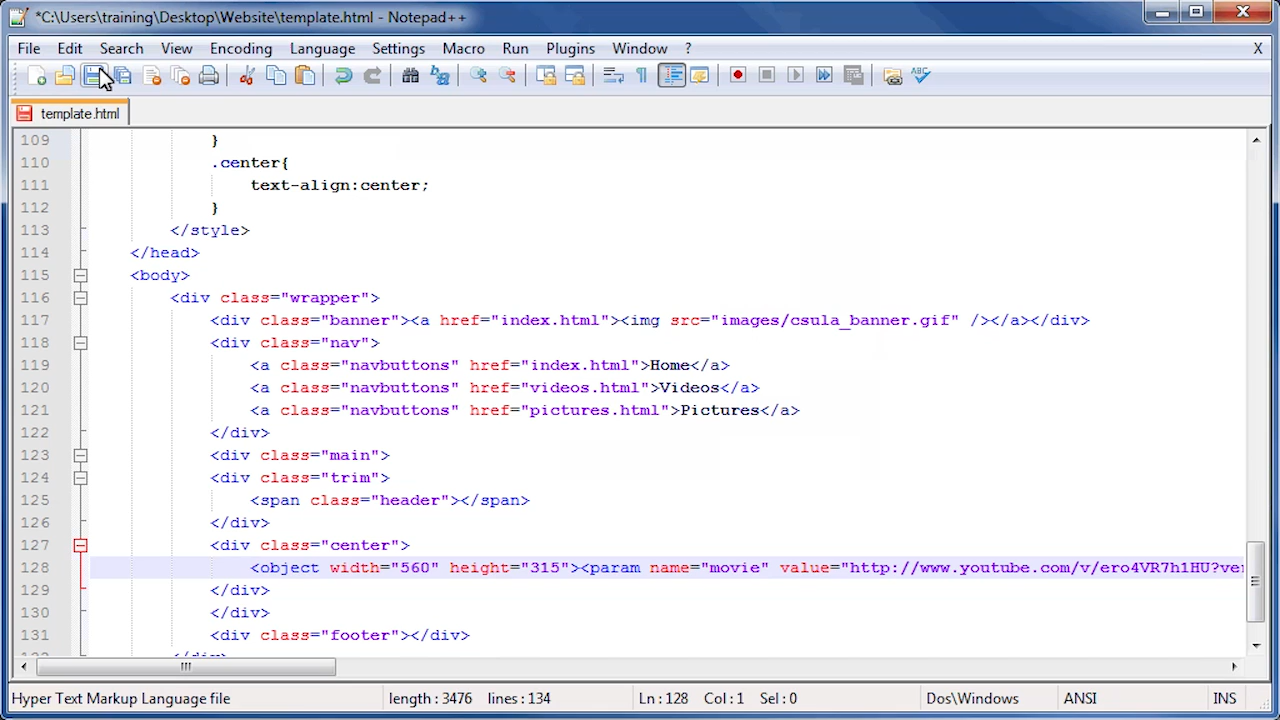 *C:\Users\training\Desktop\Website\template.html - Notepad++
File Edit Search View Encoding Language Settings Macro Run Plugins Window ? X
ABC
template.html
109 }
110 .center{
111 text-align:center;
112 }
113 </style>
114 </head>
115 <body>
116 <div class="wrapper">
117 <div class="banner"><a href="index.html"><img src="images/csula_banner.gif" /></a></div>
118 <div class="nav">
119 <a class="navbuttons" href="index.html">Home</a>
120 <a class="navbuttons" href="videos.html">Videos</a>
121 <a class="navbuttons" href="pictures.html">Pictures</a>
122 </div>
123 <div class="main">
124 <div class="trim">
125 <span class="header"></span>
126 </div>
127 <div class="center">
128 <object width="560" height="315"><param name="movie" value="http://www.youtube.com/v/ero4VR7h1HU?ver
129 </div>
130 </div>
131 <div class="footer"></div>
Hyper Text Markup Language file length : 3476 lines : 134 Ln : 128 Col : 1 Sel : 0 Dos\Windows ANSI INS